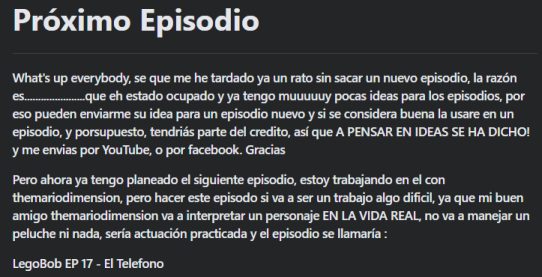 Próximo Episodio
What's up everybody, se que me he tardado ya un rato sin sacar un nuevo episodio, la razón
es......................que eh estado ocupado y ya tengo muuuuuy pocas ideas para los episodios, por
eso pueden enviarme su idea para un episodio nuevo y si se considera buena la usare en un
episodio, y porsupuesto, tendriás parte del credito, así que A PENSAR EN IDEAS SE HA DICHO!
y me envias por YouTube, o por facebook. Gracias
Pero ahora ya tengo planeado el siguiente episodio, estoy trabajando en el con
themariodimension, pero hacer este episodo si va a ser un trabajo algo dificil, ya que mi buen
amigo themariodimension va a interpretar un personaje EN LA VIDA REAL, no va a manejar un
peluche ni nada, sería actuación practicada y el episodio se llamaría :
LegoBob EP 17 - El Telefono